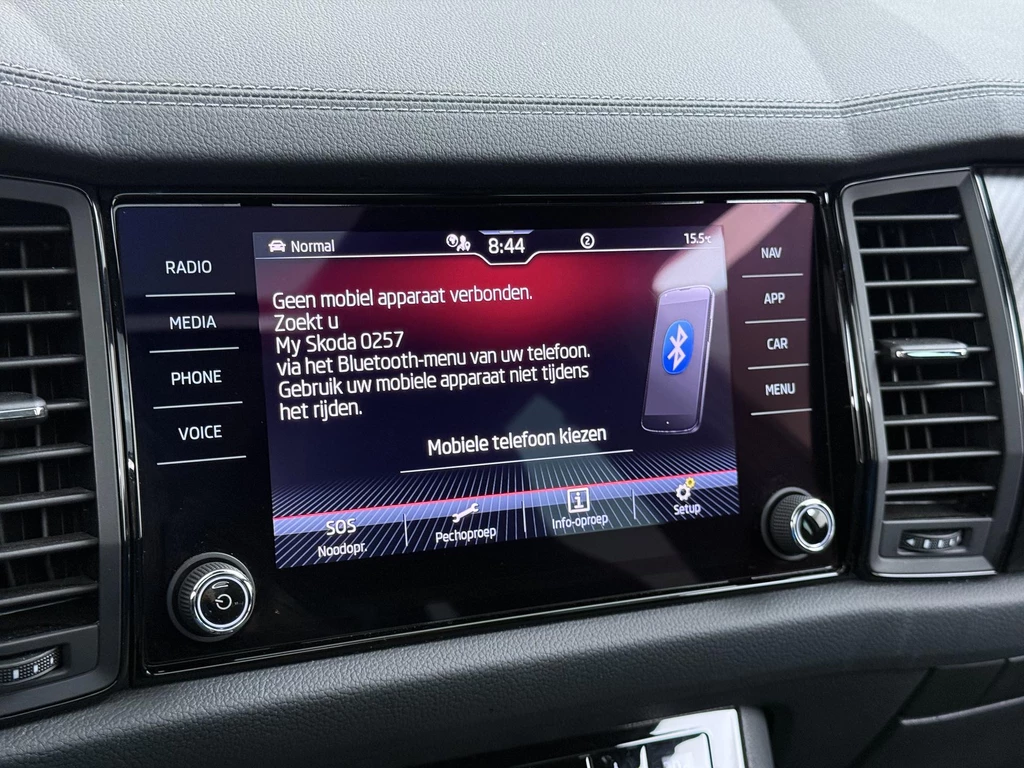 Normal
8:44
2
15.5°C
RADIO
MEDIA
PHONE
VOICE
Geen mobiel apparaat verbonden.
Zoekt u
My Skoda 0257
via het Bluetooth-menu van uw telefoon.
Gebruik uw mobiele apparaat niet tijdens
het rijden.
Mobiele telefoon kiezen
SOS
Noodopr.
Pechoproep
Info-oproep
Setup
NAV
APP
CAR
MENU